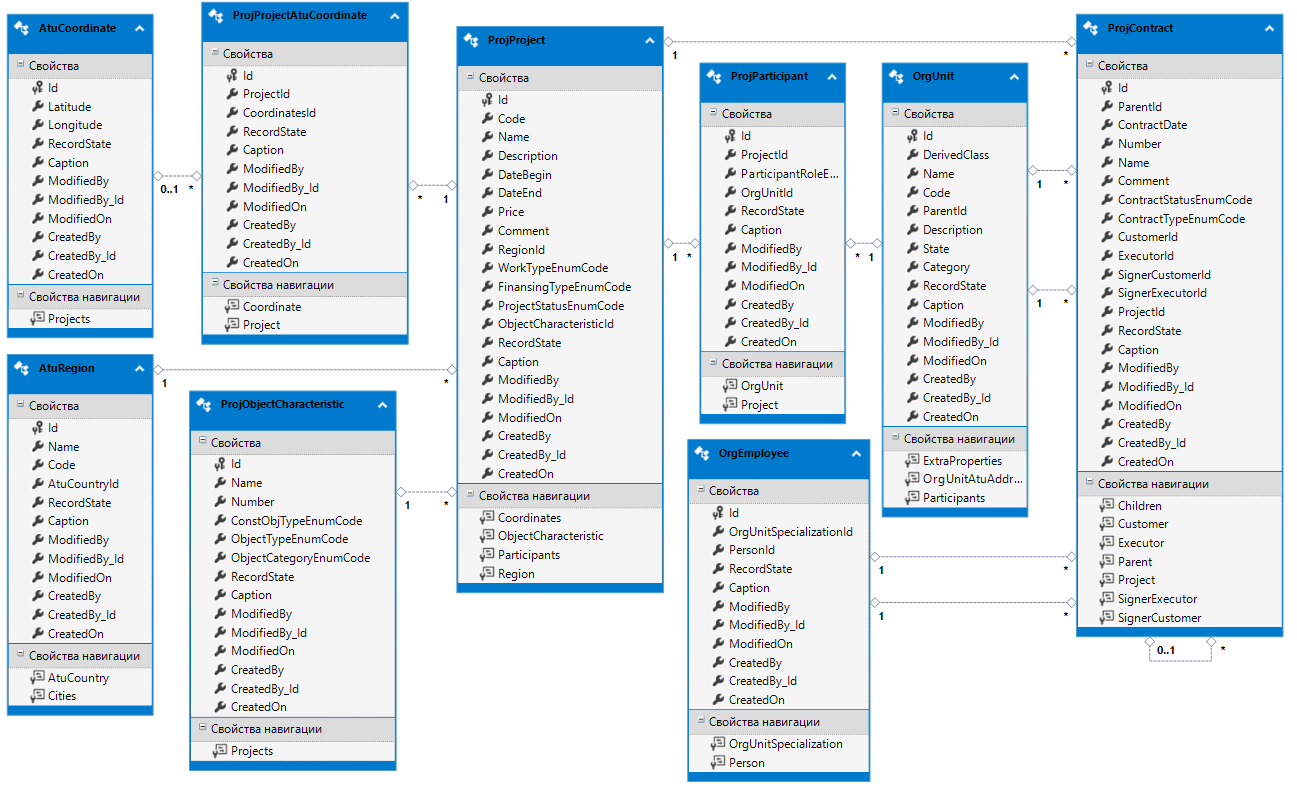 AtuCoordinate
Свойства
Id
Latitude
Longitude
RecordState
Caption
ModifiedBy
ModifiedBy_Id
ModifiedOn
CreatedBy
CreatedBy_Id
CreatedOn
Свойства навигации
Projects
0..1
*
ProjProjectAtuCoordinate
Свойства
Id
ProjectId
CoordinatesId
RecordState
Caption
ModifiedBy
ModifiedBy_Id
ModifiedOn
CreatedBy
CreatedBy_Id
CreatedOn
Свойства навигации
Coordinate
Project
*
1
AtuRegion
Свойства
Id
Name
Code
AtuCountryId
RecordState
Caption
ModifiedBy
ModifiedBy_Id
ModifiedOn
CreatedBy
CreatedBy_Id
CreatedOn
Свойства навигации
AtuCountry
Cities
1
*
ProjObjectCharacteristic
Свойства
Id
Name
Number
ConstObjTypeEnumCode
ObjectTypeEnumCode
ObjectCategoryEnumCode
RecordState
Caption
ModifiedBy
ModifiedBy_Id
ModifiedOn
CreatedBy
CreatedBy_Id
CreatedOn
Свойства навигации
Projects
1
*
ProjProject
Свойства
Id
Code
Name
Description
DateBegin
DateEnd
Price
Comment
RegionId
WorkTypeEnumCode
FinansingTypeEnumCode
ProjectStatusEnumCode
ObjectCharacteristicId
RecordState
Caption
ModifiedBy
ModifiedBy_Id
ModifiedOn
CreatedBy
CreatedBy_Id
CreatedOn
Свойства навигации
Coordinates
ObjectCharacteristic
Participants
Region
1
*
1
*
ProjParticipant
Свойства
Id
ProjectId
ParticipantRoleE...
OrgUnitId
RecordState
Caption
ModifiedBy
ModifiedBy_Id
ModifiedOn
CreatedBy
CreatedBy_Id
CreatedOn
Свойства навигации
OrgUnit
Project
*
1
OrgUnit
Свойства
Id
DerivedClass
Name
Code
ParentId
Description
State
Category
RecordState
Caption
ModifiedBy
ModifiedBy_Id
ModifiedOn
CreatedBy
CreatedBy_Id
CreatedOn
Свойства навигации
ExtraProperties
OrgUnitAtuAddr...
Participants
1
*
1
*
OrgEmployee
Свойства
Id
OrgUnitSpecializationId
PersonId
RecordState
Caption
ModifiedBy
ModifiedBy_Id
ModifiedOn
CreatedBy
CreatedBy_Id
CreatedOn
Свойства навигации
OrgUnitSpecialization
Person
1
*
1
*
ProjContract
Свойства
Id
ParentId
ContractDate
Number
Name
Comment
ContractStatusEnumCode
ContractTypeEnumCode
CustomerId
ExecutorId
SignerCustomerId
SignerExecutorId
ProjectId
RecordState
Caption
ModifiedBy
ModifiedBy_Id
ModifiedOn
CreatedBy
CreatedBy_Id
CreatedOn
Свойства навигации
Children
Customer
Executor
Parent
Project
SignerExecutor
SignerCustomer
0..1
*